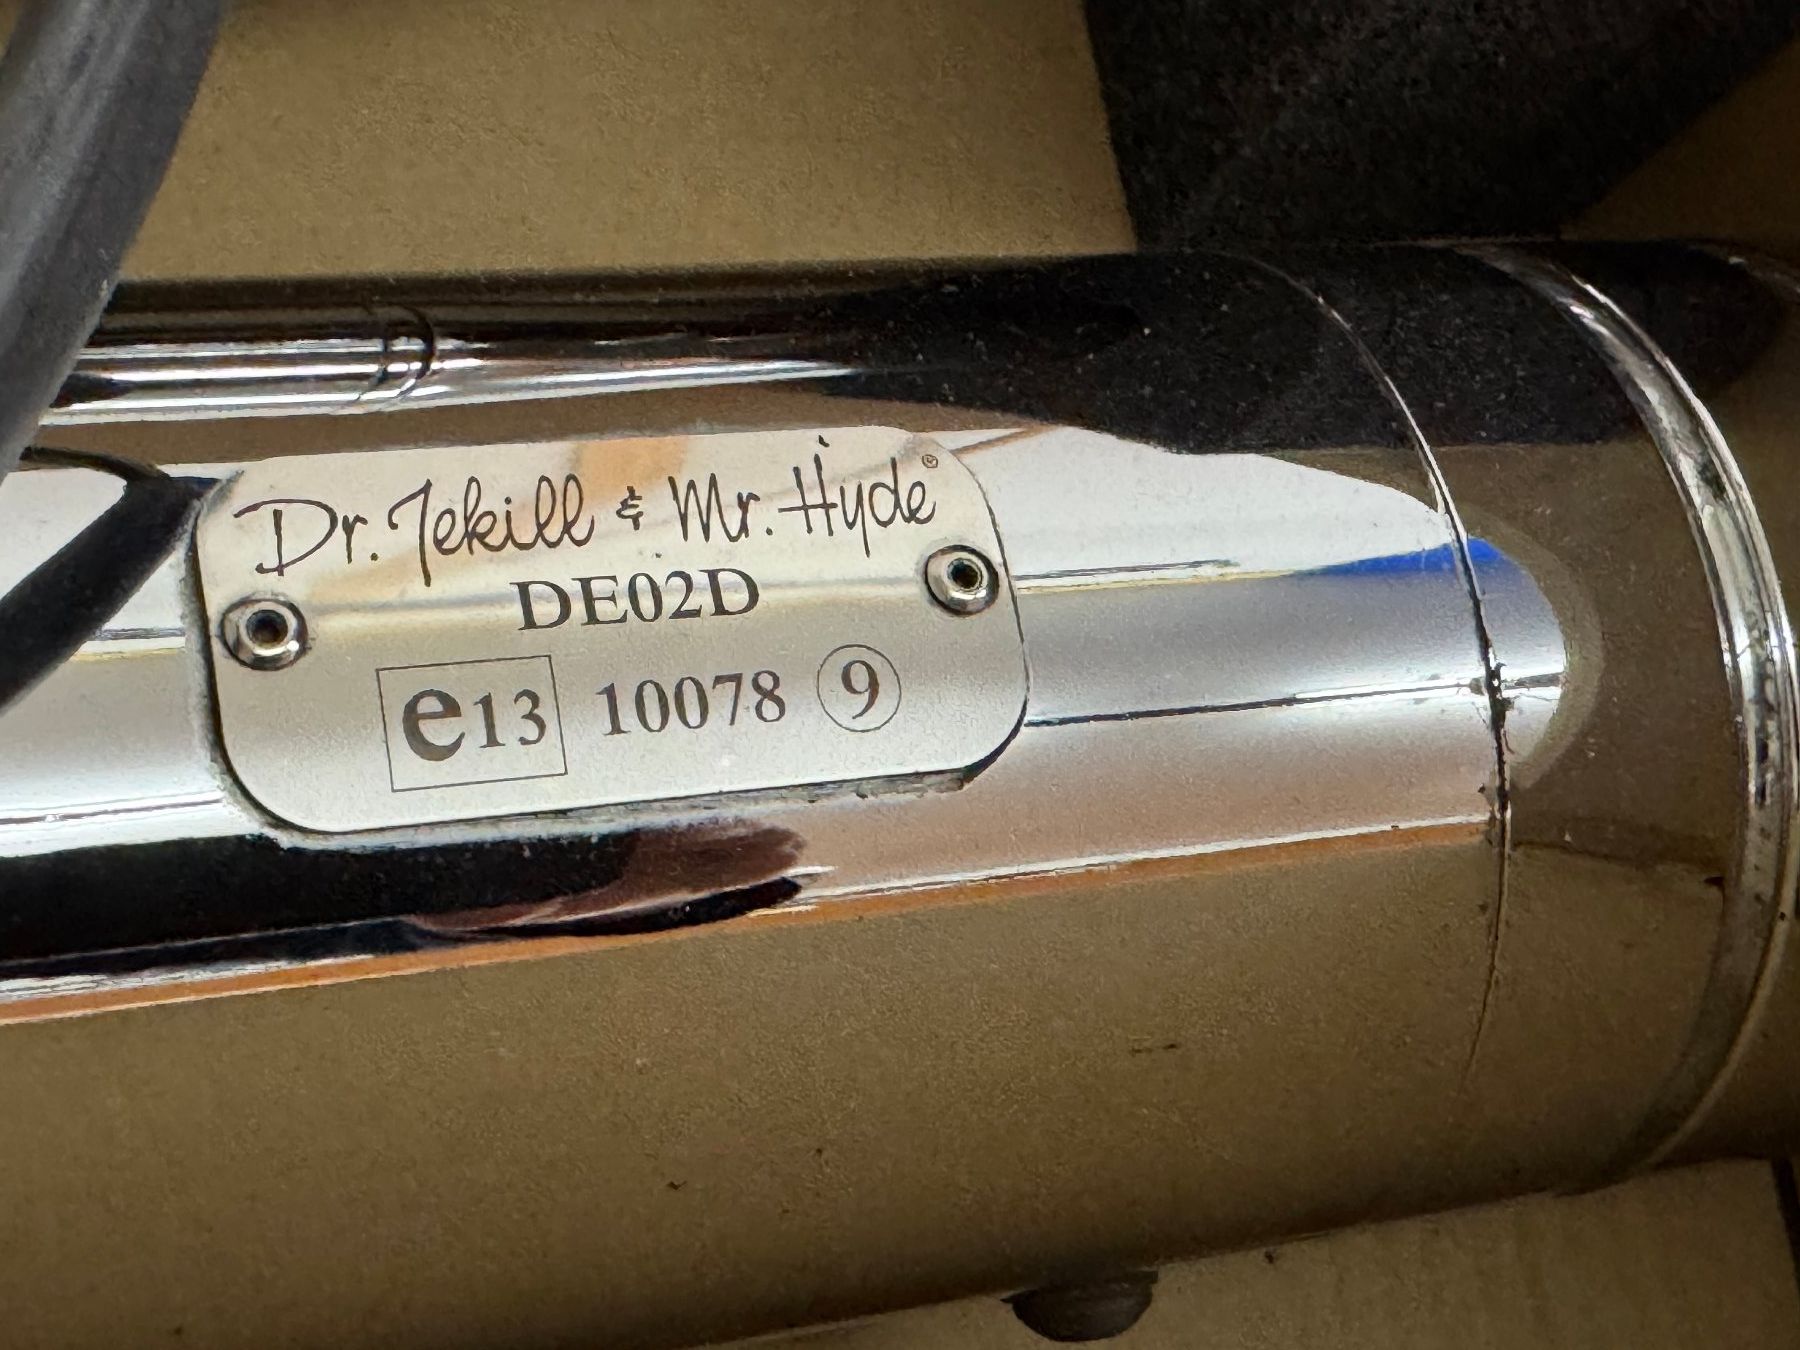 Dr. Jekill & Mr. Hyde®
DE02D
e13 10078 9